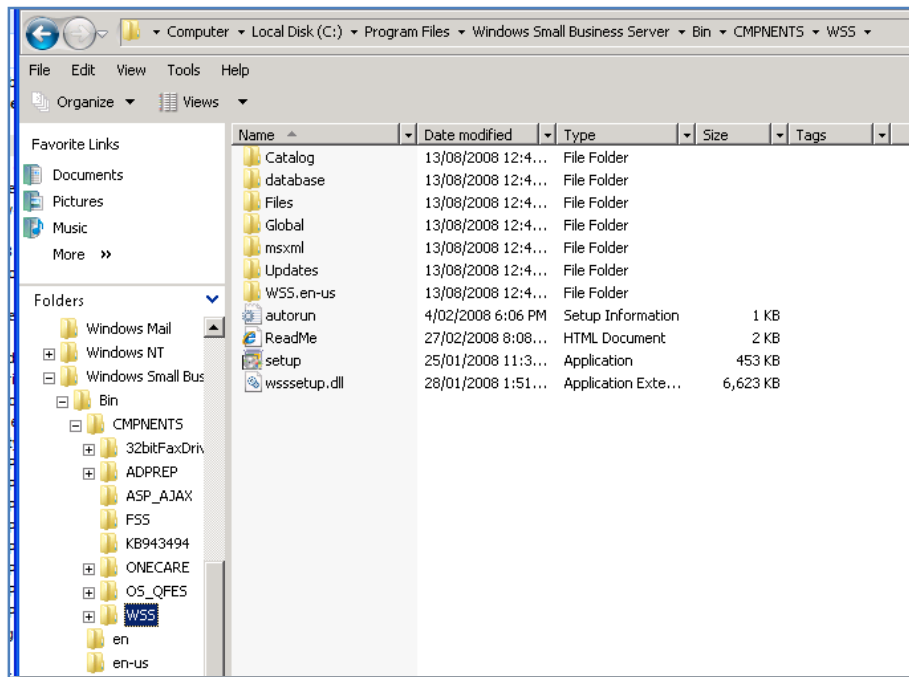 Computer Local Disk (C:) Program Files Windows Small Business Server Bin CMPNENTS WSS
File Edit View Tools Help
Organize Views
Favorite Links
Documents
Pictures
Music
More »
Folders
Windows Mail
Windows NT
Windows Small Bus
Bin
CMPNENTS
32bitFaxDriv
ADPREP
ASP_AJAX
FSS
KB943494
ONECARE
OS_QFES
WSS
en
en-us
Name Date modified Type Size Tags
Catalog 13/08/2008 12:4... File Folder
database 13/08/2008 12:4... File Folder
Files 13/08/2008 12:4... File Folder
Global 13/08/2008 12:4... File Folder
msxml 13/08/2008 12:4... File Folder
Updates 13/08/2008 12:4... File Folder
WSS.en-us 13/08/2008 12:4... File Folder
autorun 4/02/2008 6:06 PM Setup Information 1 KB
ReadMe 27/02/2008 8:08... HTML Document 2 KB
setup 25/01/2008 11:3... Application 453 KB
wsssetup.dll 28/01/2008 1:51... Application Exte... 6,623 KB